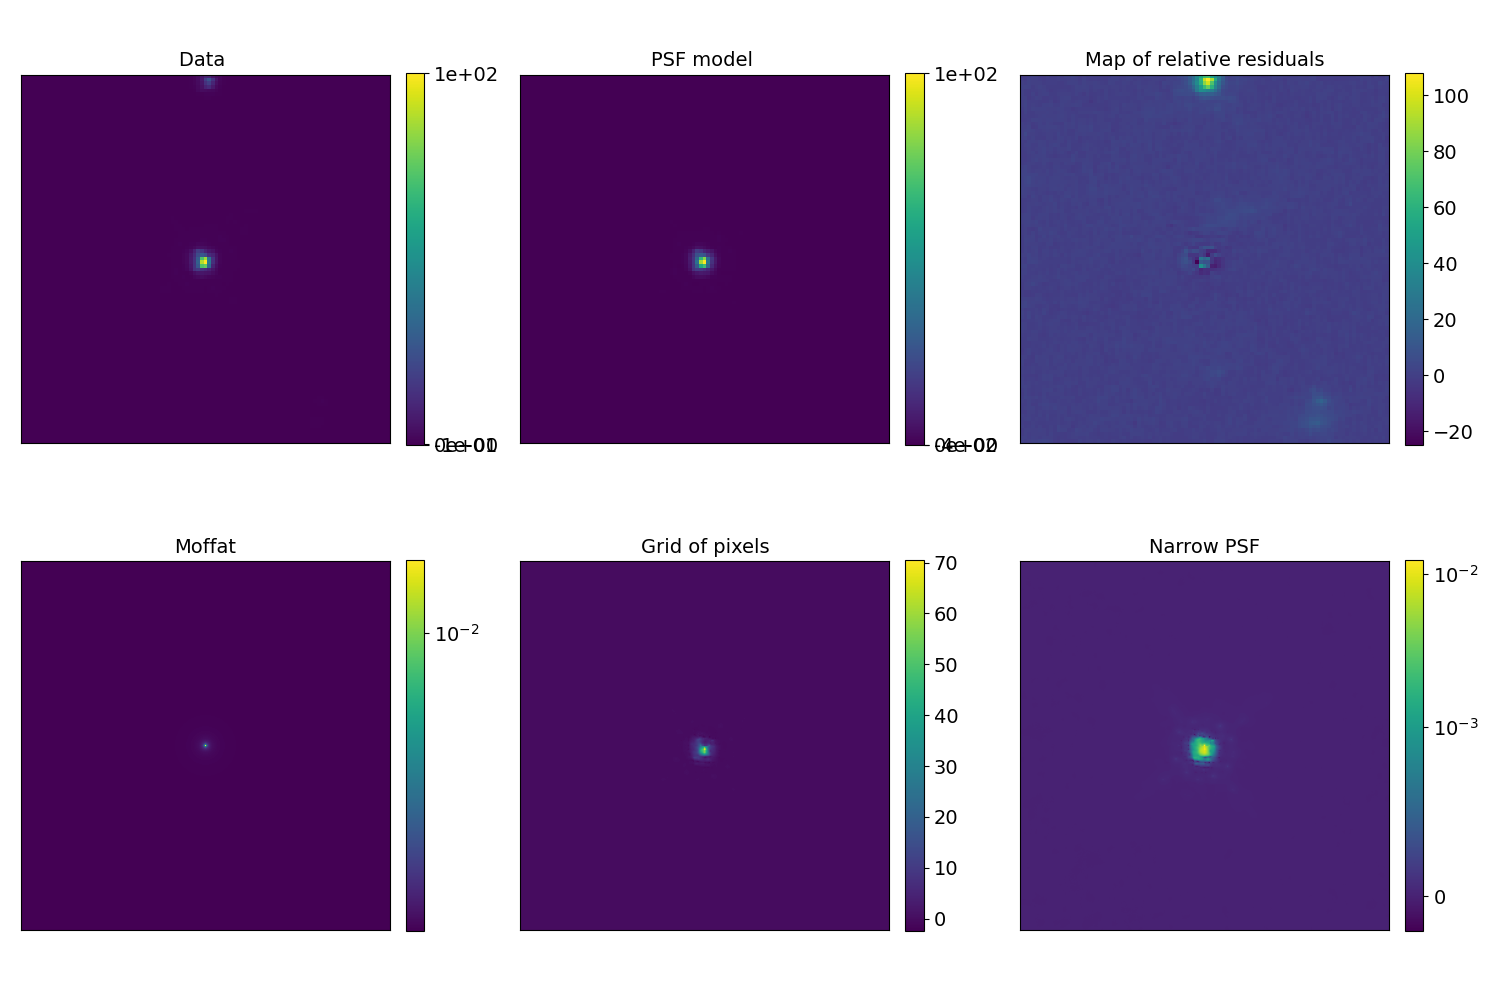 Data
1e+02
PSF model
1e+02
Map of relative residuals
100
80
60
40
20
0
−20
Moffat
10⁻²
Grid of pixels
70
60
50
40
30
20
10
0
Narrow PSF
10⁻²
10⁻³
0